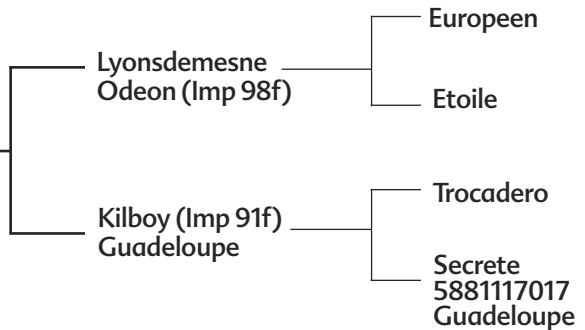 Europeen
Lyonsdemesne
Odeon (Imp 98f)
Etoile
Trocadero
Kilboy (Imp 91f)
Guadeloupe
Secrete
5881117017
Guadeloupe